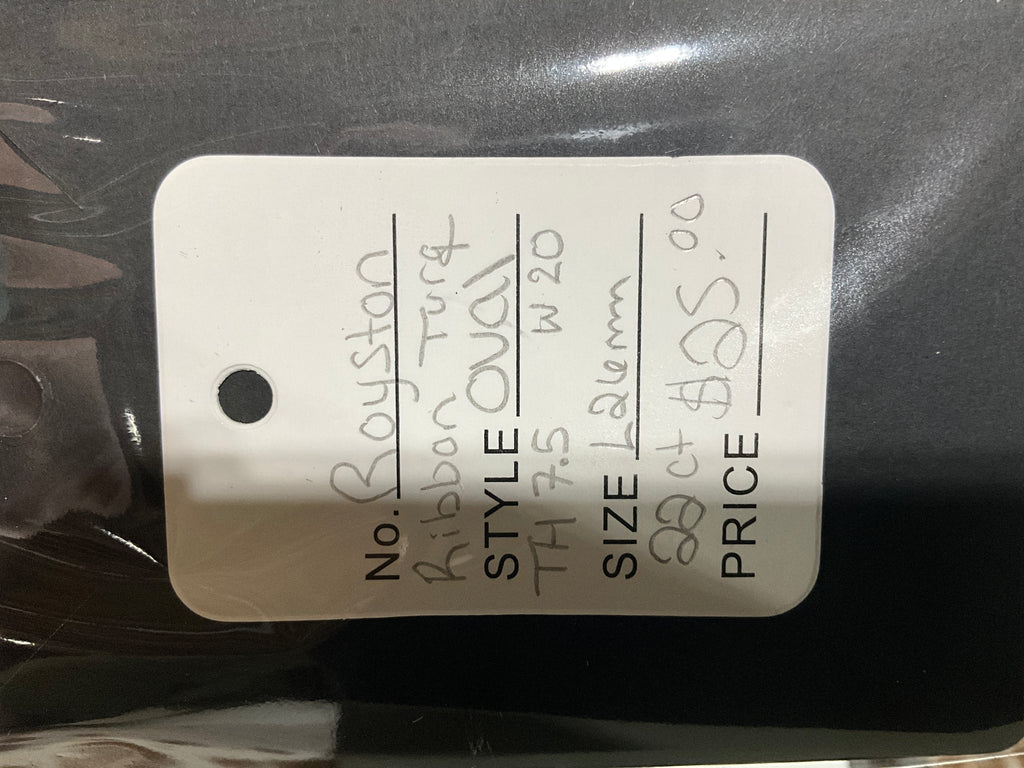 No. Royston
Ribbon Turq
STYLE Oval
TH 7.5 W 20
SIZE L26mm
22 ct $25.00
PRICE